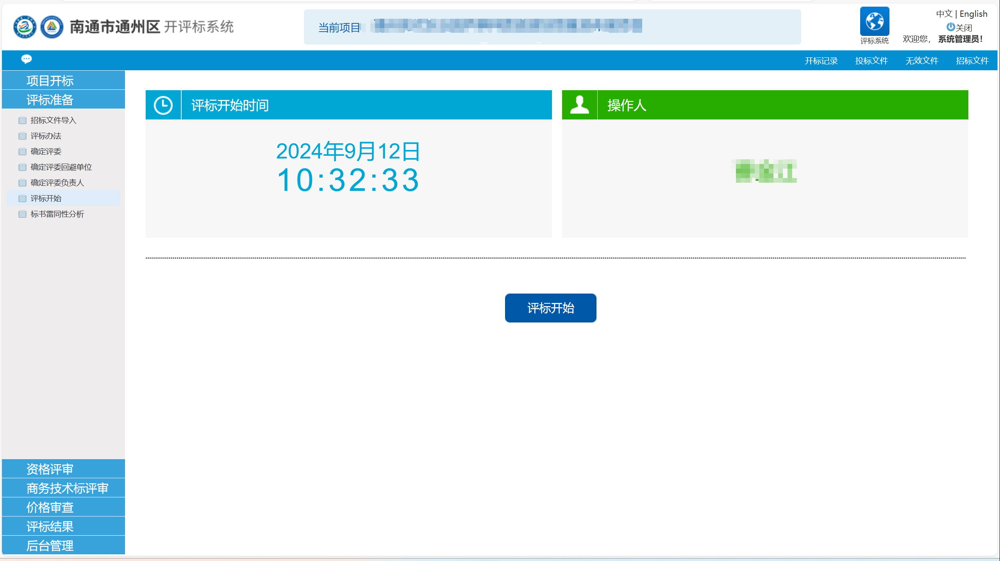 南通市通州区 开评标系统
当前项目
评标系统
中文 | English
关闭
欢迎您, 系统管理员!
开标记录 投标文件 无效文件 招标文件
项目开标
评标准备
招标文件导入
评标办法
确定评委
确定评委回避单位
确定评委负责人
评标开始
标书雷同性分析
资格评审
商务技术标评审
价格审查
评标结果
后台管理
评标开始时间
2024年9月12日
10:32:33
操作人
评标开始